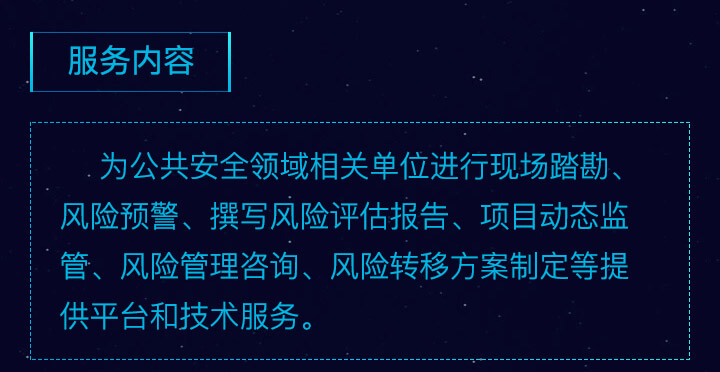 服务内容
为公共安全领域相关单位进行现场踏勘、
风险预警、撰写风险评估报告、项目动态监
管、风险管理咨询、风险转移方案制定等提
供平台和技术服务。